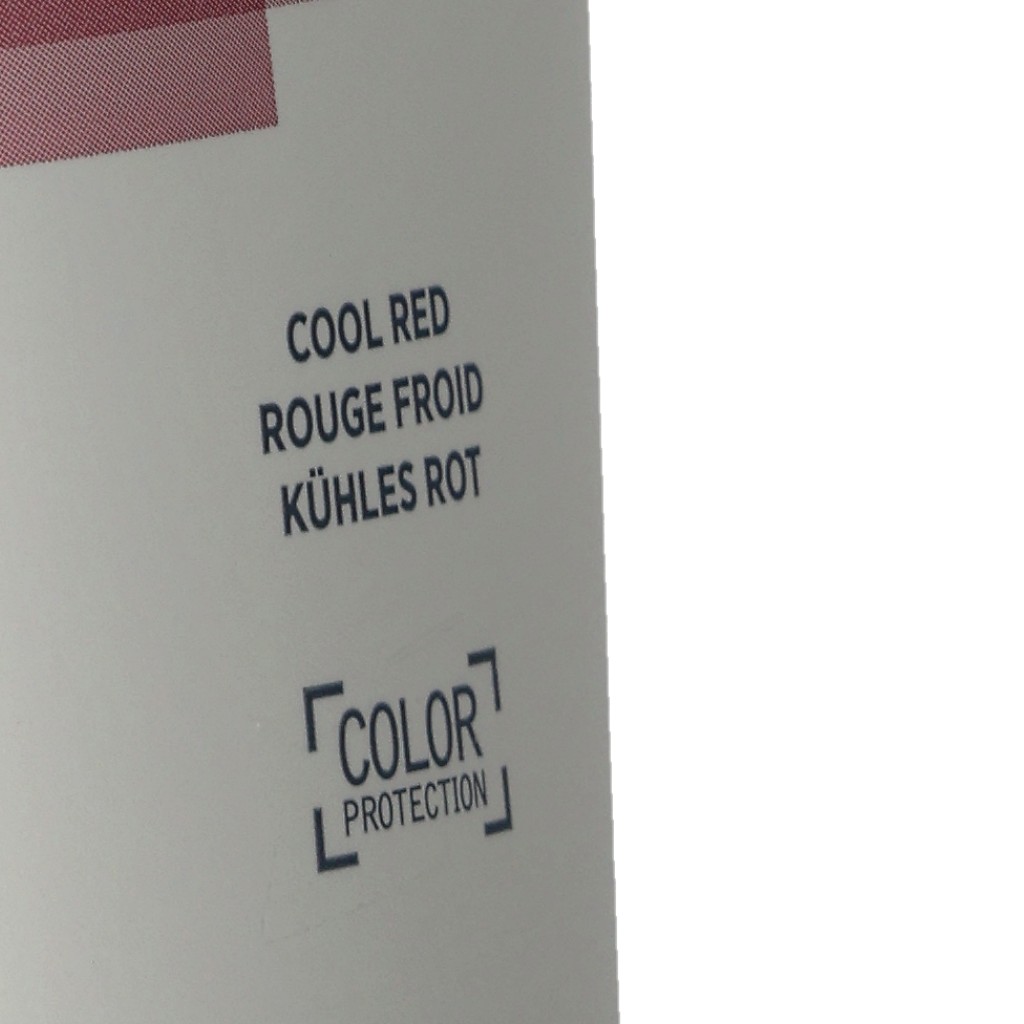 COOL RED
ROUGE FROID
KÜHLES ROT
COLOR
PROTECTION